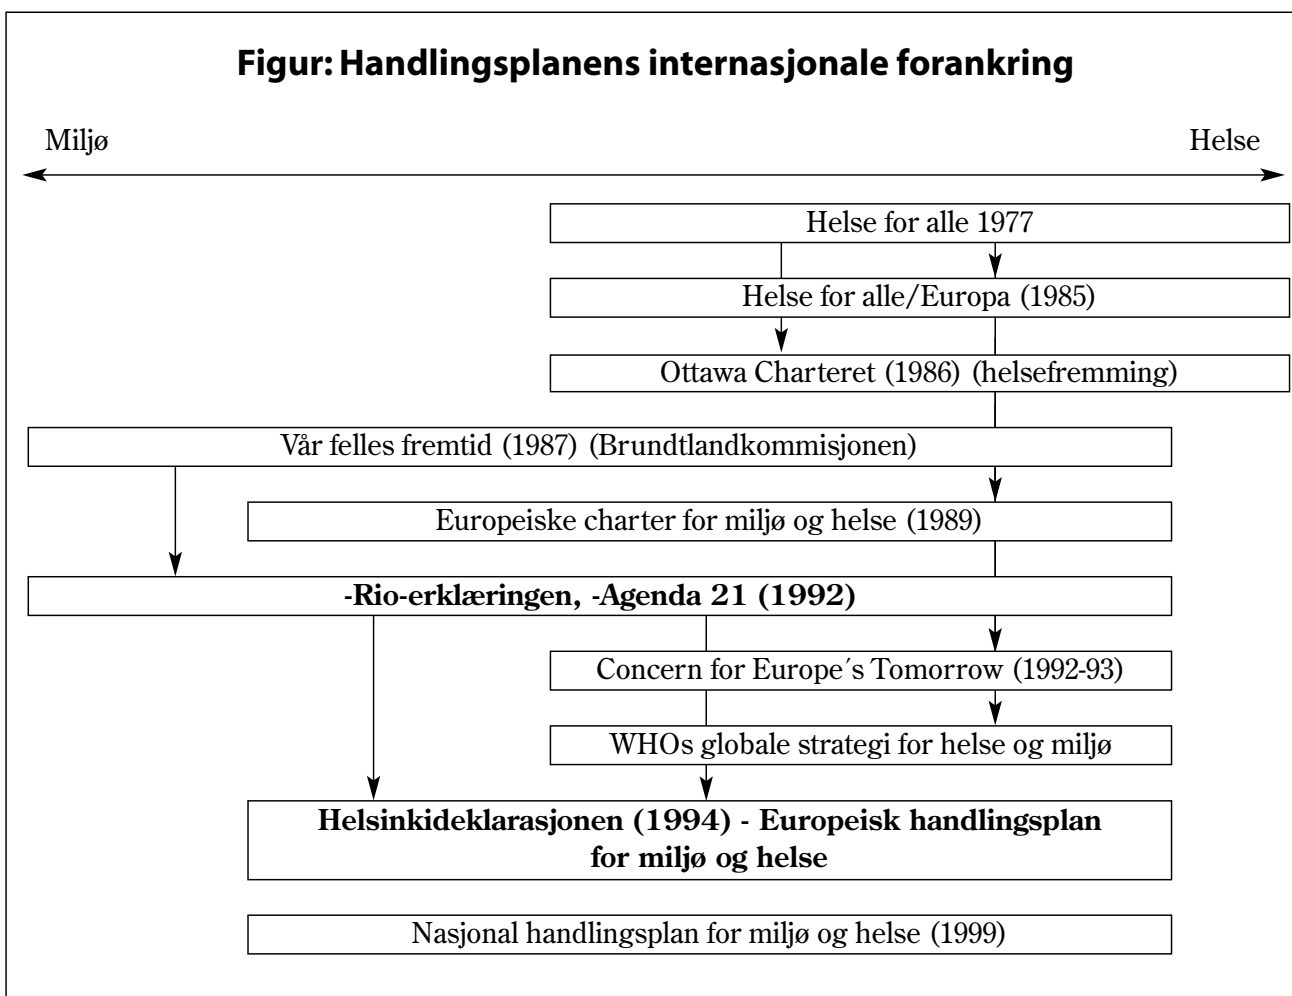 Figur: Handlingsplanens internasjonale forankring
Miljø
Helse
Helse for alle 1977
Helse for alle/Europa (1985)
Ottawa Charteret (1986) (helsefremming)
Vår felles fremtid (1987) (Brundtlandkommisjonen)
Europeiske charter for miljø og helse (1989)
-Rio-erklæringen, -Agenda 21 (1992)
Concern for Europe´s Tomorrow (1992-93)
WHOs globale strategi for helse og miljø
Helsinkideklarasjonen (1994) - Europeisk handlingsplan
for miljø og helse
Nasjonal handlingsplan for miljø og helse (1999)